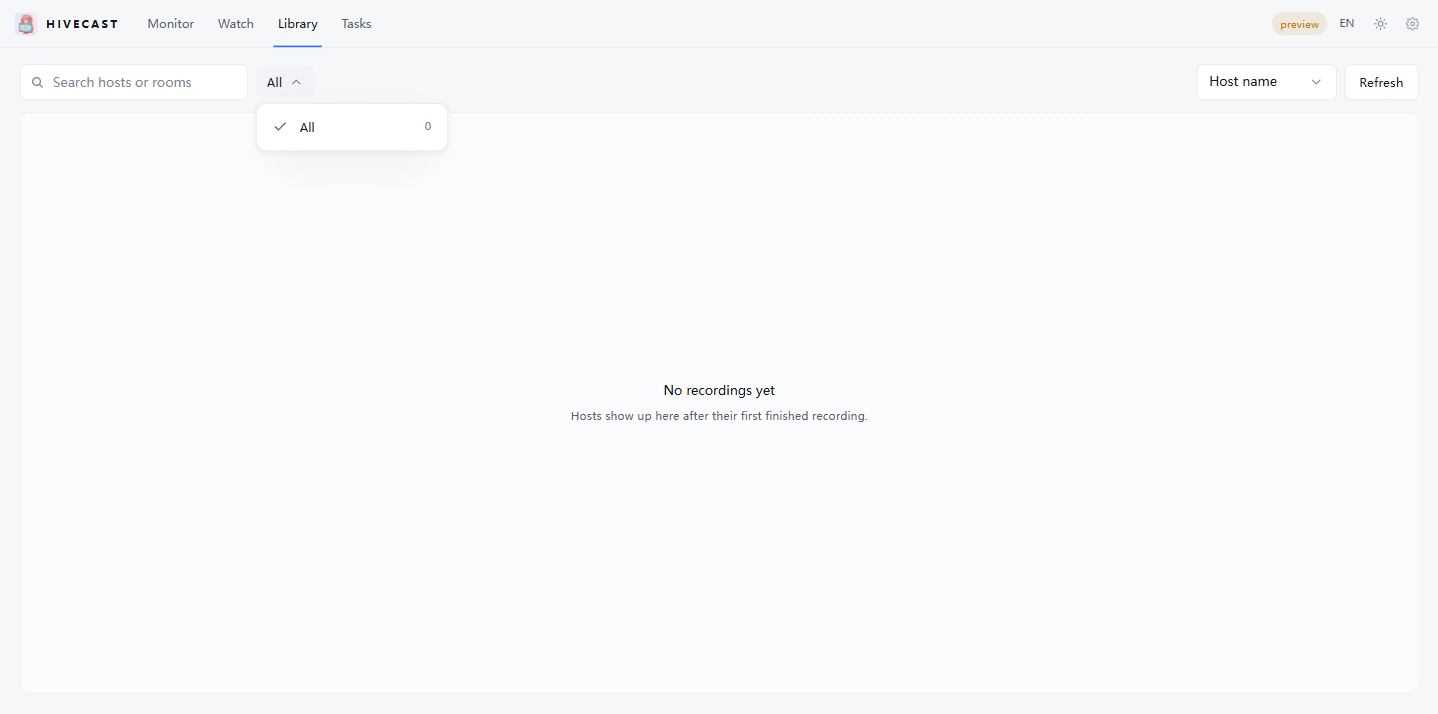 HIVECAST Monitor Watch Library Tasks preview EN
Search hosts or rooms All Host name Refresh
All 0
No recordings yet
Hosts show up here after their first finished recording.